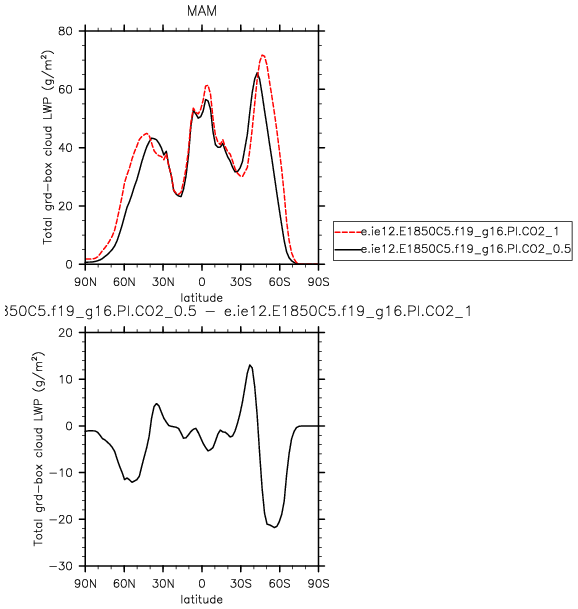 MAM
Total grd-box cloud LWP (g/m²)
80
60
40
20
0
90N 60N 30N 0 30S 60S 90S
latitude
e.ie12.E1850C5.f19_g16.PI.CO2_1
e.ie12.E1850C5.f19_g16.PI.CO2_0.5
350C5.f19_g16.PI.CO2_0.5 - e.ie12.E1850C5.f19_g16.PI.CO2_1
Total grd-box cloud LWP (g/m²)
20
10
0
-10
-20
-30
90N 60N 30N 0 30S 60S 90S
latitude